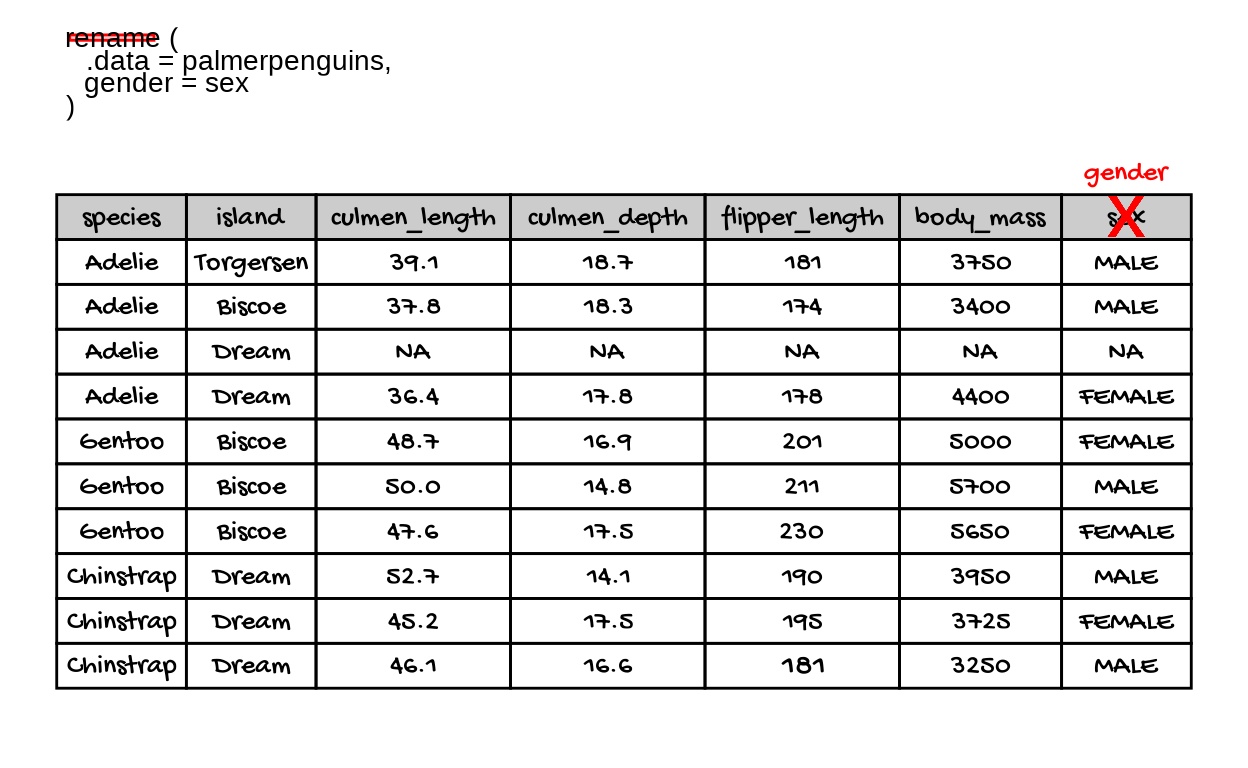 rename (
.data = palmerpenguins,
gender = sex
)
gender
species island culmen_length culmen_depth flipper_length body_mass sex
Adelie Torgersen 39.1 18.7 181 3750 MALE
Adelie Biscoe 37.8 18.3 174 3400 MALE
Adelie Dream NA NA NA NA NA
Adelie Dream 36.4 17.8 178 4400 FEMALE
Gentoo Biscoe 48.7 16.9 201 5000 FEMALE
Gentoo Biscoe 50.0 14.8 211 5700 MALE
Gentoo Biscoe 47.6 17.5 230 5650 FEMALE
Chinstrap Dream 52.7 14.1 190 3950 MALE
Chinstrap Dream 45.2 17.5 195 3725 FEMALE
Chinstrap Dream 46.1 16.6 181 3250 MALE